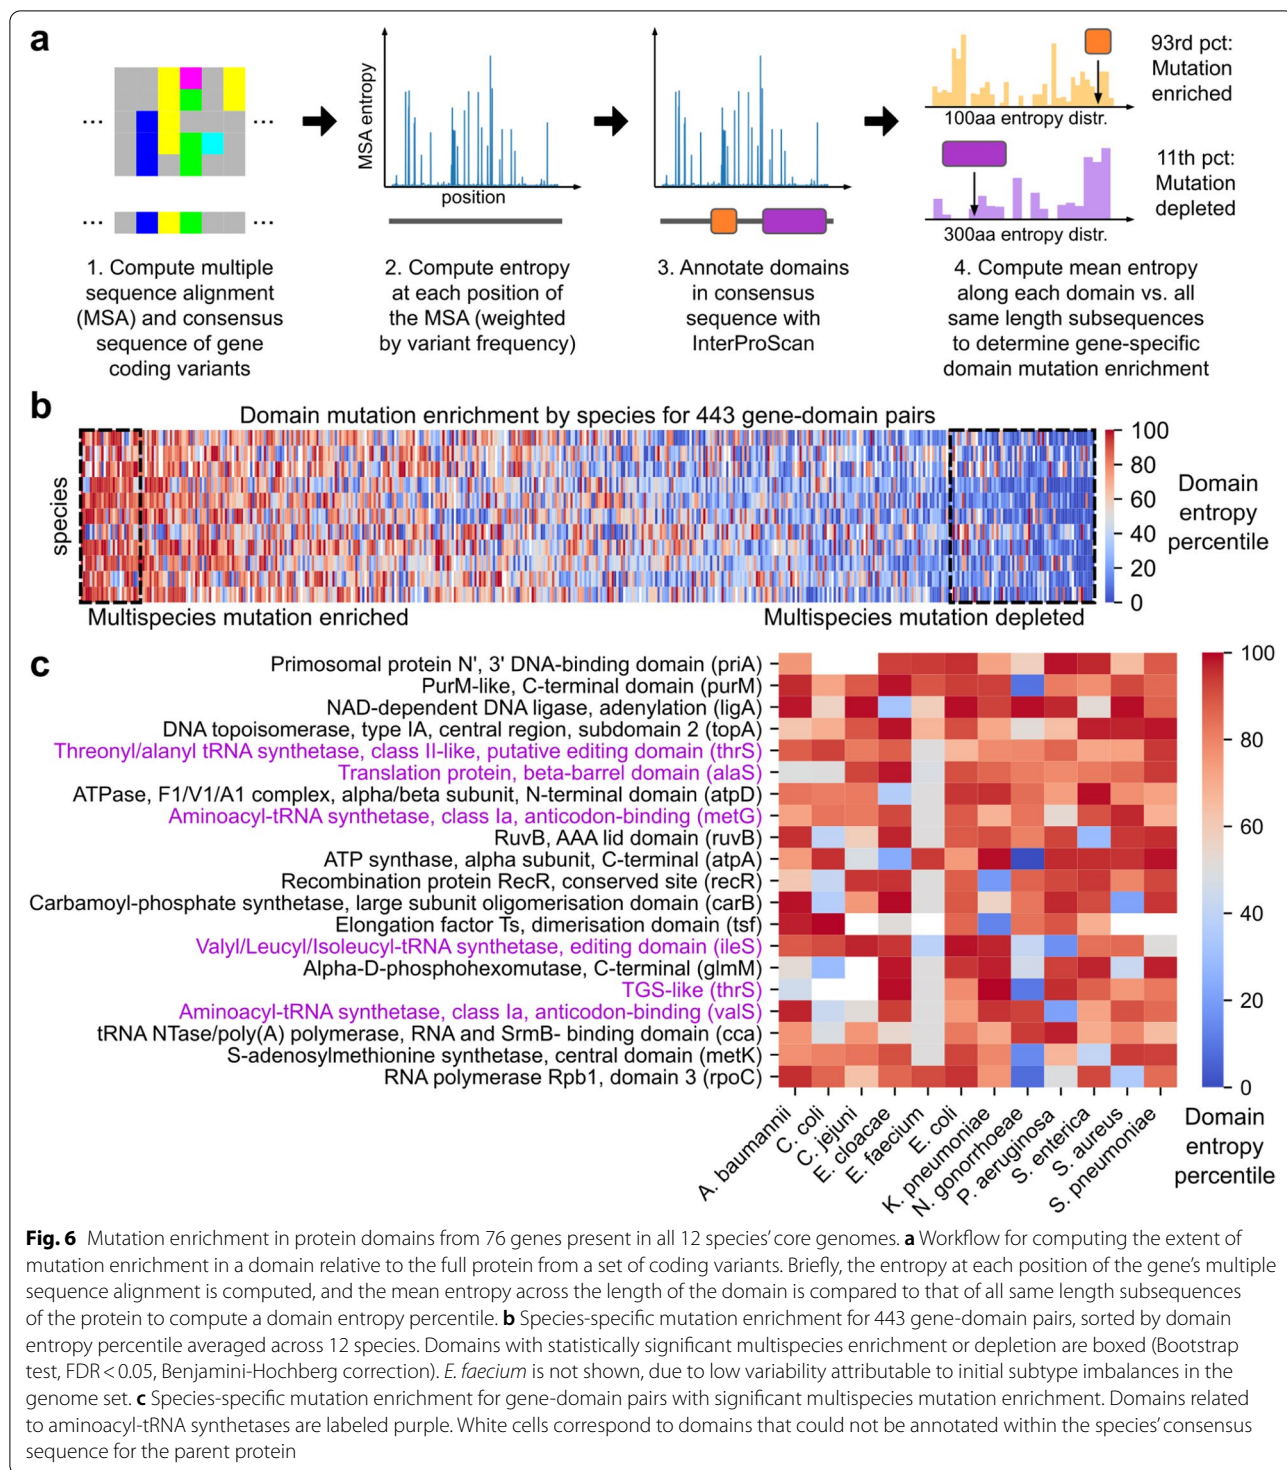 a
...
...
...
...
1. Compute multiple
sequence alignment
(MSA) and consensus
sequence of gene
coding variants
MSA entropy
position
2. Compute entropy
at each position of
the MSA (weighted
by variant frequency)
3. Annotate domains
in consensus
sequence with
InterProScan
93rd pct:
Mutation
enriched
100aa entropy distr.
11th pct:
Mutation
depleted
300aa entropy distr.
4. Compute mean entropy
along each domain vs. all
same length subsequences
to determine gene-specific
domain mutation enrichment
b
Domain mutation enrichment by species for 443 gene-domain pairs
species
Multispecies mutation enriched
Multispecies mutation depleted
100
80
60
40
20
0
Domain
entropy
percentile
c
Primosomal protein N', 3' DNA-binding domain (priA)
PurM-like, C-terminal domain (purM)
NAD-dependent DNA ligase, adenylation (ligA)
DNA topoisomerase, type IA, central region, subdomain 2 (topA)
Threonyl/alanyl tRNA synthetase, class II-like, putative editing domain (thrS)
Translation protein, beta-barrel domain (alaS)
ATPase, F1/V1/A1 complex, alpha/beta subunit, N-terminal domain (atpD)
Aminoacyl-tRNA synthetase, class Ia, anticodon-binding (metG)
RuvB, AAA lid domain (ruvB)
ATP synthase, alpha subunit, C-terminal (atpA)
Recombination protein RecR, conserved site (recR)
Carbamoyl-phosphate synthetase, large subunit oligomerisation domain (carB)
Elongation factor Ts, dimerisation domain (tsf)
Valyl/Leucyl/Isoleucyl-tRNA synthetase, editing domain (ileS)
Alpha-D-phosphohexomutase, C-terminal (glmM)
TGS-like (thrS)
Aminoacyl-tRNA synthetase, class Ia, anticodon-binding (valS)
tRNA NTase/poly(A) polymerase, RNA and SrmB- binding domain (cca)
S-adenosylmethionine synthetase, central domain (metK)
RNA polymerase Rpb1, domain 3 (rpoC)
A. baumannii
C. coli
C. jejuni
E. cloacae
E. faecium
E. coli
K. pneumoniae
N. gonorrhoeae
P. aeruginosa
S. enterica
S. aureus
S. pneumoniae
100
80
60
40
20
0
Domain
entropy
percentile
Fig. 6 Mutation enrichment in protein domains from 76 genes present in all 12 species' core genomes. a Workflow for computing the extent of
mutation enrichment in a domain relative to the full protein from a set of coding variants. Briefly, the entropy at each position of the gene's multiple
sequence alignment is computed, and the mean entropy across the length of the domain is compared to that of all same length subsequences
of the protein to compute a domain entropy percentile. b Species-specific mutation enrichment for 443 gene-domain pairs, sorted by domain
entropy percentile averaged across 12 species. Domains with statistically significant multispecies enrichment or depletion are boxed (Bootstrap
test, FDR < 0.05, Benjamini-Hochberg correction). E. faecium is not shown, due to low variability attributable to initial subtype imbalances in the
genome set. c Species-specific mutation enrichment for gene-domain pairs with significant multispecies mutation enrichment. Domains related
to aminoacyl-tRNA synthetases are labeled purple. White cells correspond to domains that could not be annotated within the species' consensus
sequence for the parent protein